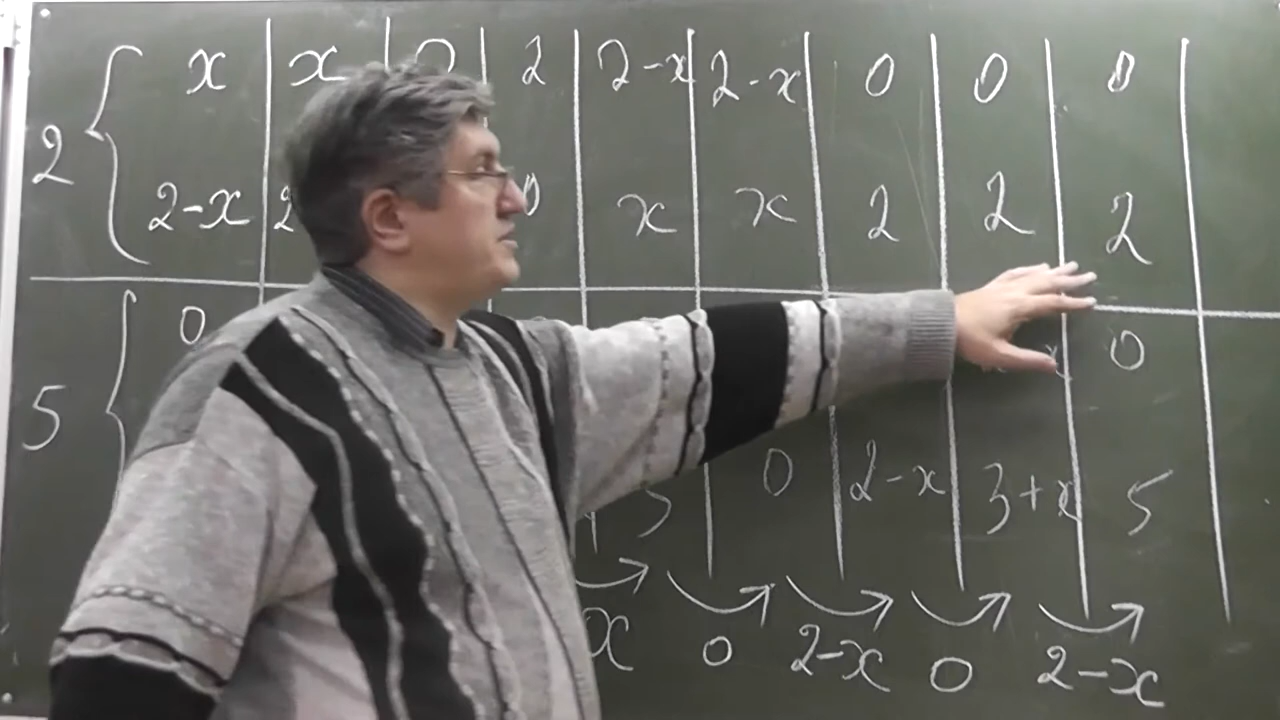 2 { x | x | 0 | 2 | 2-x | 2-x | 0 | 0 | 0
2-x | 2 | 0 | x | x | 2 | 2 | 2
5 { 0 | x | 0
5 | 0 | 2-x | 3+x | 5
x 0 2-x 0 2-x